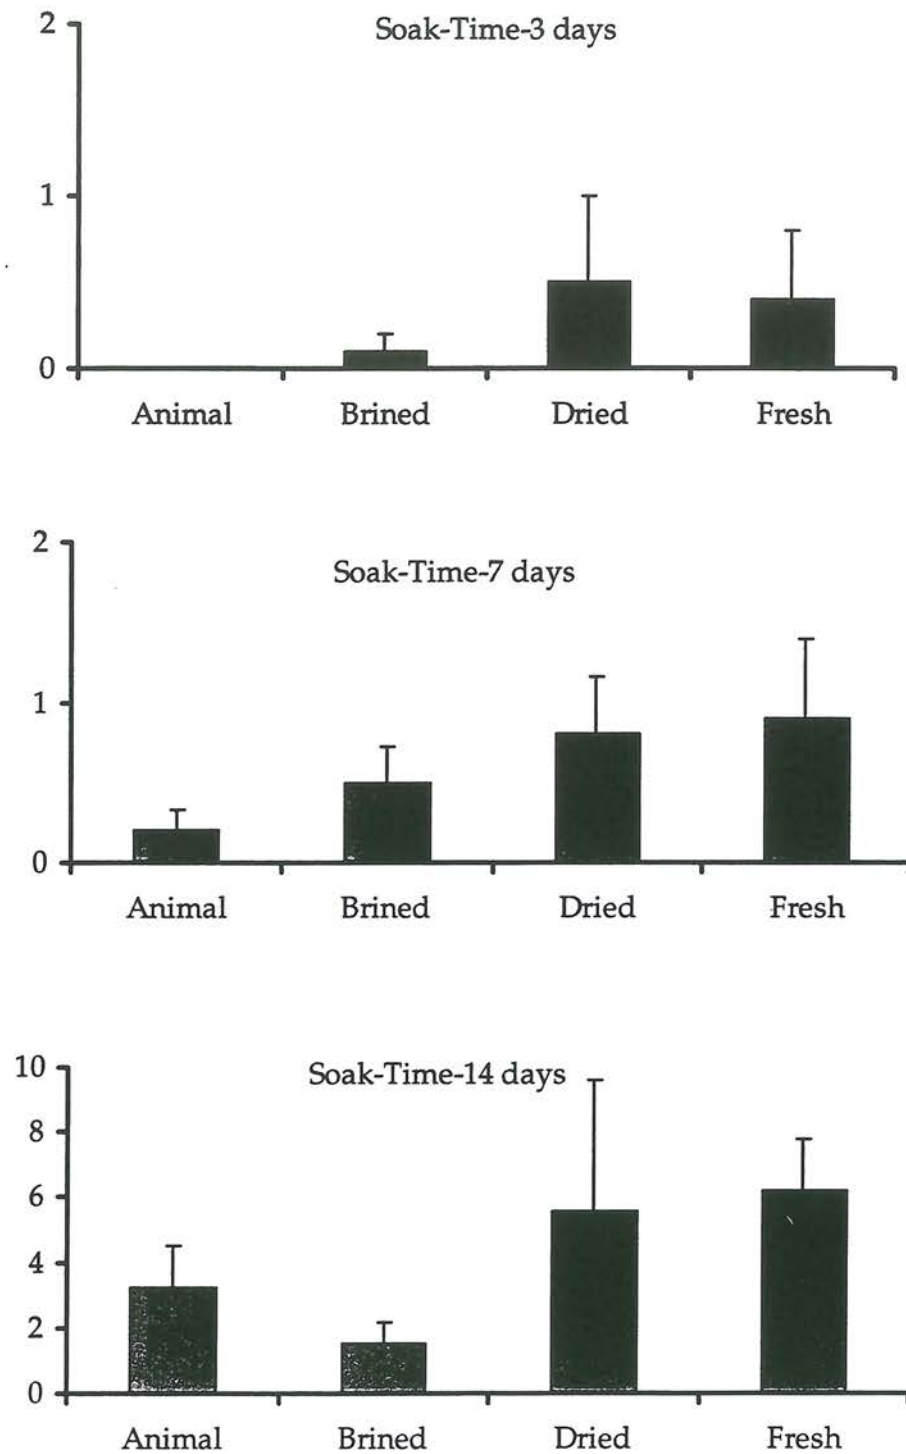 2
Soak-Time-3 days
1
0
Animal Brined Dried Fresh
2
Soak-Time-7 days
1
0
Animal Brined Dried Fresh
10
Soak-Time-14 days
8
6
4
2
0
Animal Brined Dried Fresh